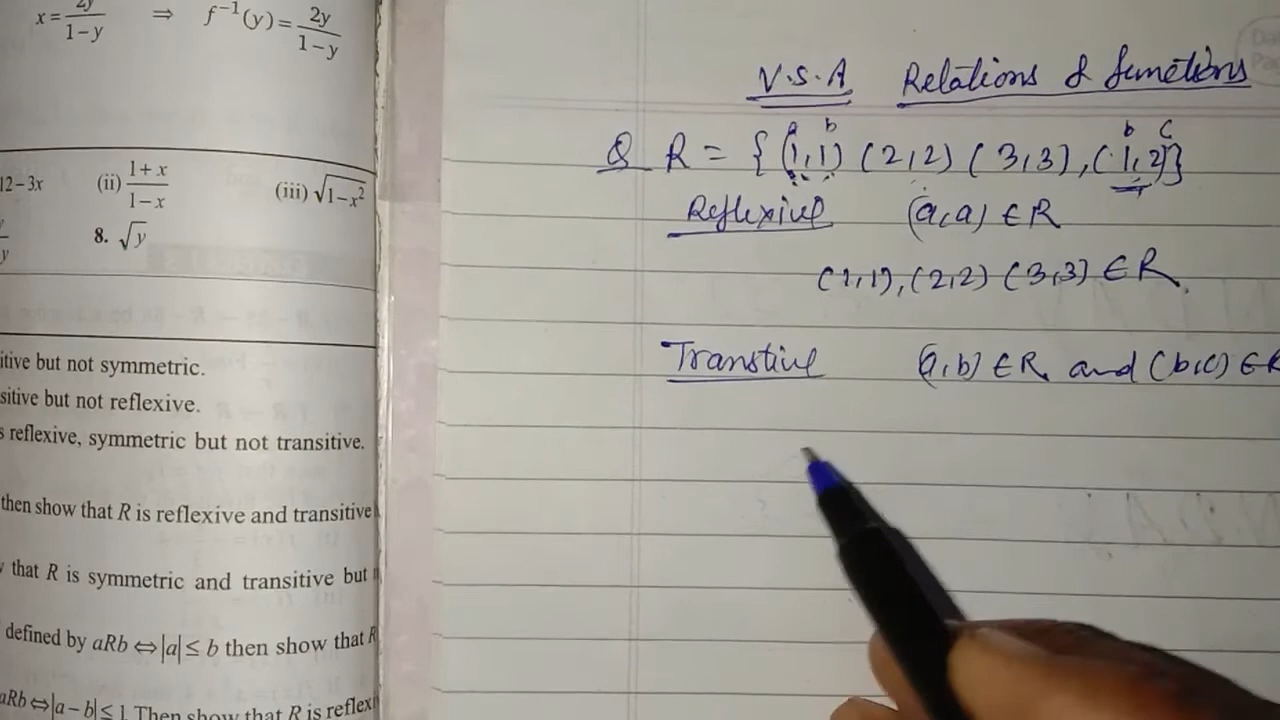 x = 2y/1−y ⇒ f⁻¹(y) = 2y/1−y
12 − 3x (ii) 1+x/1−x (iii) √1−x²
8. √y
itive but not symmetric.
sitive but not reflexive.
s reflexive, symmetric but not transitive.
then show that R is reflexive and transitive
that R is symmetric and transitive but
defined by aRb ⇔ |a| ≤ b then show that R
aRb ⇔ |a − b| ≤ 1. Then show that R is reflexi
V.S.A Relations & functions
a b b c
Q R = { (1,1) (2,2) (3,3), (1,2)}
Reflexive (a,a) ∈ R
(1,1), (2,2) (3,3) ∈ R.
Transtive (a,b) ∈ R and (b,c) ∈ R